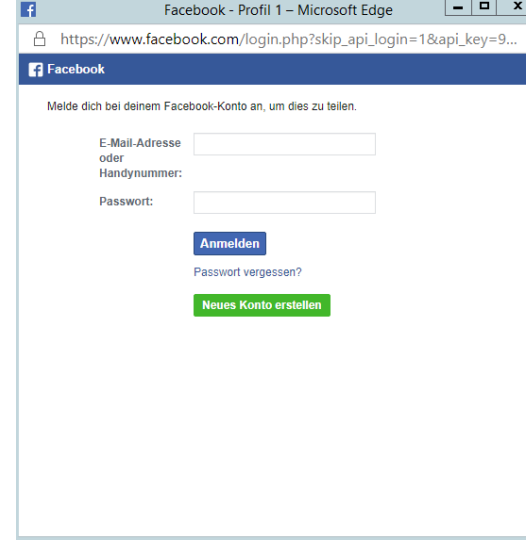 Facebook - Profil 1 – Microsoft Edge
https://www.facebook.com/login.php?skip_api_login=1&api_key=9...
Facebook
Melde dich bei deinem Facebook-Konto an, um dies zu teilen.
E-Mail-Adresse
oder
Handynummer:
Passwort:
Anmelden
Passwort vergessen?
Neues Konto erstellen